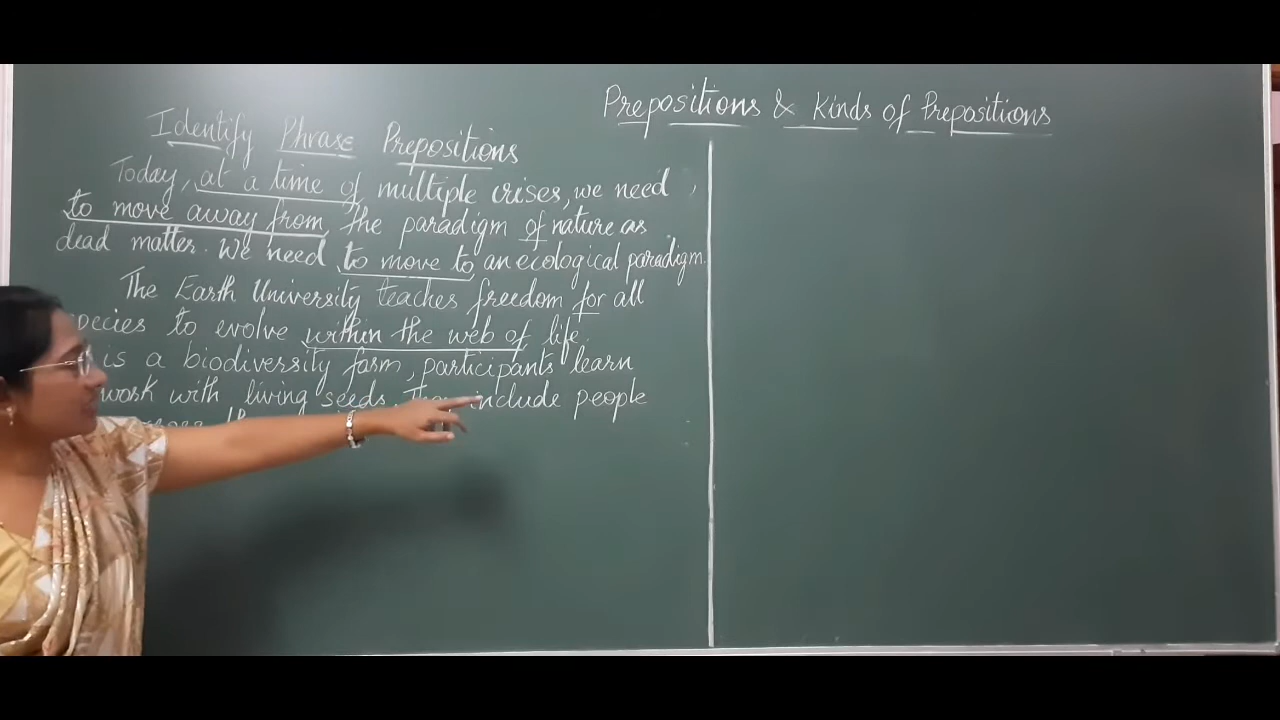 Prepositions & Kinds of Prepositions
Identify Phrase Prepositions
Today, at a time of multiple crises, we need
to move away from the paradigm of nature as
dead matter. We need to move to an ecological paradigm.
The Earth University teaches freedom for all
species to evolve within the web of life.
is a biodiversity farm, participants learn
work with living seeds. They include people